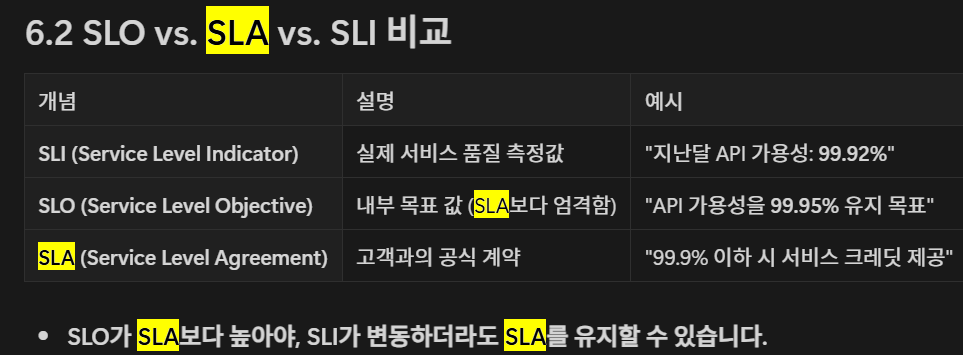 6.2 SLO vs. SLA vs. SLI 비교
개념 설명 예시
SLI (Service Level Indicator) 실제 서비스 품질 측정값 "지난달 API 가용성: 99.92%"
SLO (Service Level Objective) 내부 목표 값 (SLA보다 엄격함) "API 가용성을 99.95% 유지 목표"
SLA (Service Level Agreement) 고객과의 공식 계약 "99.9% 이하 시 서비스 크레딧 제공"
• SLO가 SLA보다 높아야, SLI가 변동하더라도 SLA를 유지할 수 있습니다.